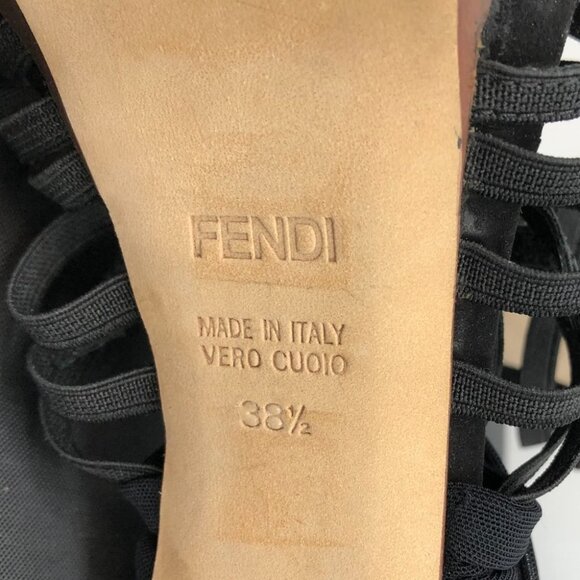 FENDI
MADE IN ITALY
VERO CUOIO
38½